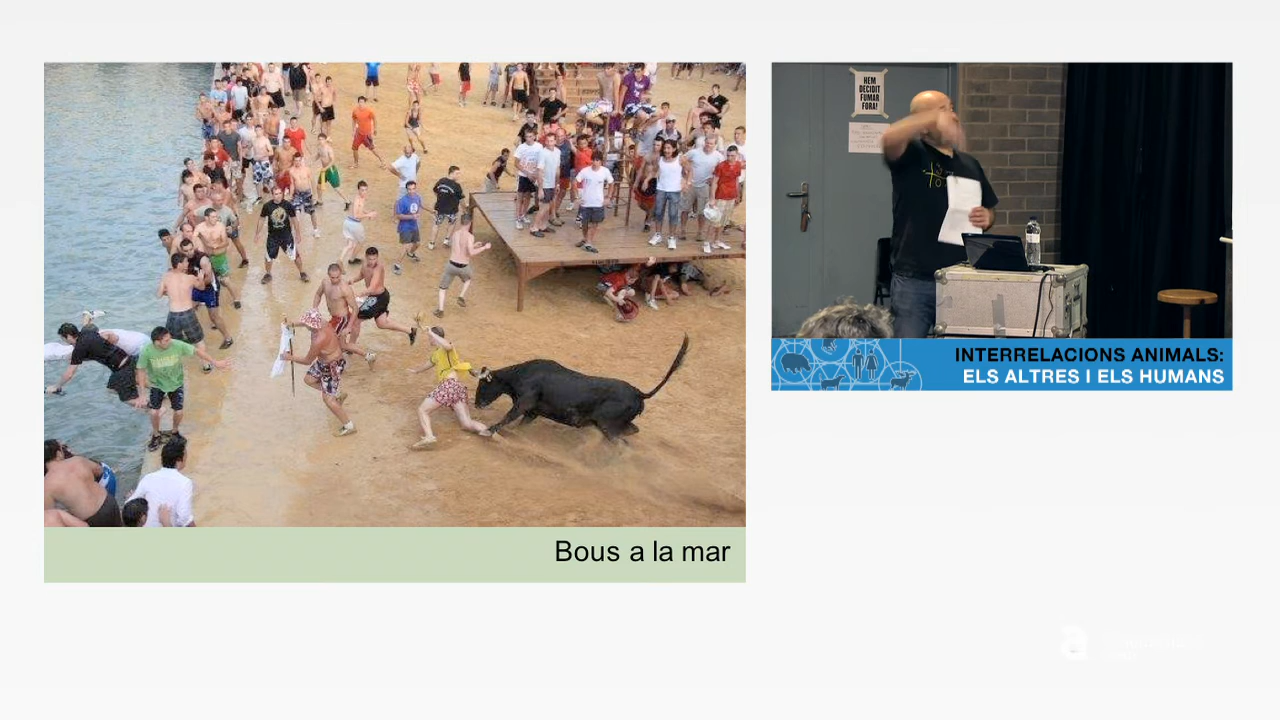 Bous a la mar
HEM
DECIDIT
FUMAR
FORA!
INTERRELACIONS ANIMALS:
ELS ALTRES I ELS HUMANS